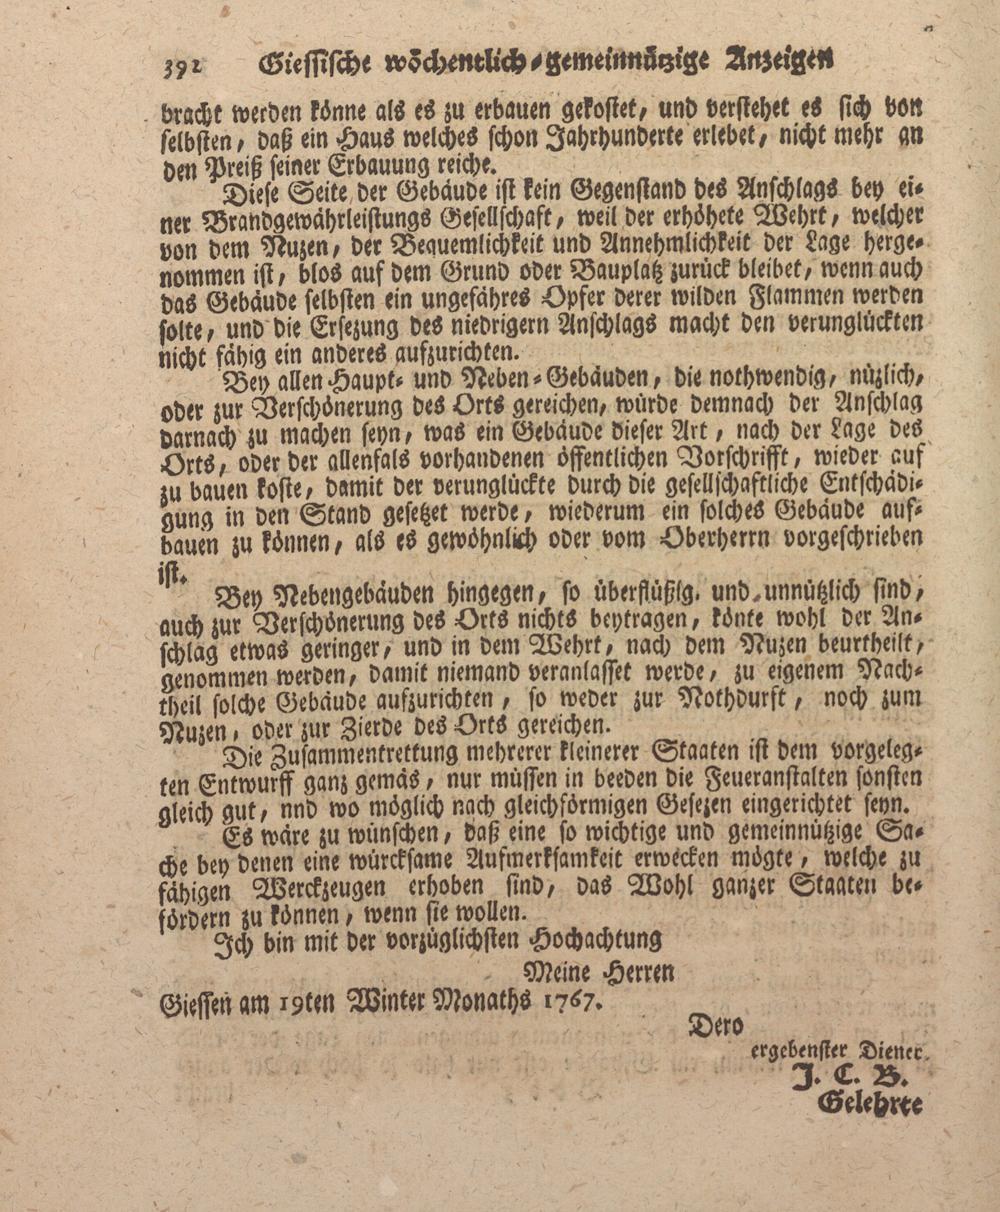 392 Giessische wöchentlich-gemeinnützige Anzeigen
bracht werden könne als es zu erbauen gekostet, und verstehet es sich von
selbsten, daß ein Haus welches schon Jahrhunderte erlebet, nicht mehr an
den Preiß seiner Erbauung reiche.
Diese Seite der Gebäude ist kein Gegenstand des Anschlags bey ei-
ner Brandgewährleistungs Gesellschaft, weil der erhöhete Wehrt, welcher
von dem Nuzen, der Bequemlichkeit und Annehmlichkeit der Lage herge-
nommen ist, blos auf dem Grund oder Bauplatz zurück bleibet, wenn auch
das Gebäude selbsten ein ungefähres Opfer derer wilden Flammen werden
solte, und die Ersezung des niedrigern Anschlags macht den verunglückten
nicht fähig ein anderes aufzurichten.
Bey allen Haupt- und Neben-Gebäuden, die nothwendig, nüzlich,
oder zur Verschönerung des Orts gereichen, würde demnach der Anschlag
darnach zu machen seyn, was ein Gebäude dieser Art, nach der Lage des
Orts, oder der allenfals vorhandenen öffentlichen Vorschrifft, wieder auf
zu bauen koste, damit der verunglückte durch die gesellschaftliche Entschädi-
gung in den Stand gesetzet werde, wiederum ein solches Gebäude auf-
bauen zu können, als es gewöhnlich oder vom Oberherrn vorgeschrieben
ist.
Bey Nebengebäuden hingegen, so überflüßig. und unnützlich sind,
auch zur Verschönerung des Orts nichts beytragen, könte wohl der An-
schlag etwas geringer, und in dem Wehrt, nach dem Nuzen beurtheilt,
genommen werden, damit niemand veranlasset werde, zu eigenem Nach-
theil solche Gebäude aufzurichten, so weder zur Nothdurft, noch zum
Nuzen, oder zur Zierde des Orts gereichen.
Die Zusammentrettung mehrerer kleinerer Staaten ist dem vorgeleg-
ten Entwurff ganz gemäs, nur müssen in beeden die Feueranstalten sonsten
gleich gut, nnd wo möglich nach gleichförmigen Gesezen eingerichtet seyn.
Es wäre zu wünschen, daß eine so wichtige und gemeinnützige Sa-
che bey denen eine würcksame Aufmerksamkeit erwecken mögte, welche zu
fähigen Werckzeugen erhoben sind, das Wohl ganzer Staaten be-
fördern zu können, wenn sie wollen.
Ich bin mit der vorzüglichsten Hochachtung
Meine Herren
Giessen am 19ten Winter Monaths 1767.
Dero
ergebenster Diener.
J. C. B.
Gelehrte